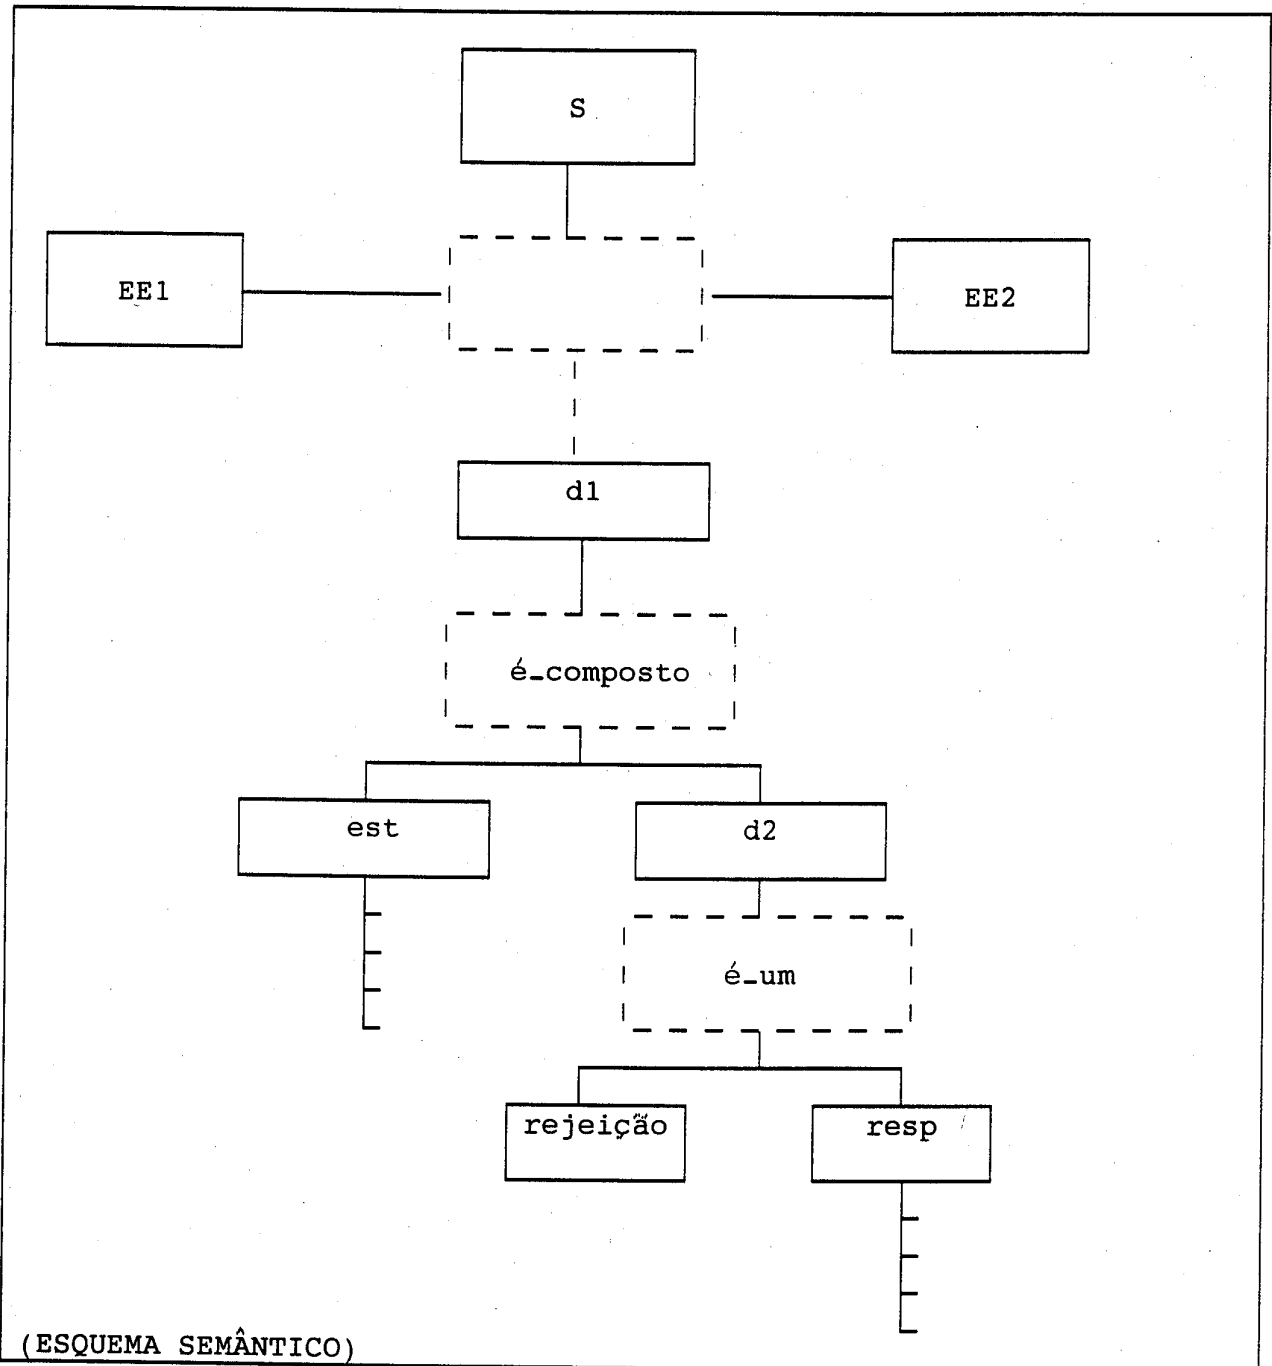 S
EE1
EE2
d1
é_composto
est
d2
é_um
rejeição
resp
(ESQUEMA SEMÂNTICO)